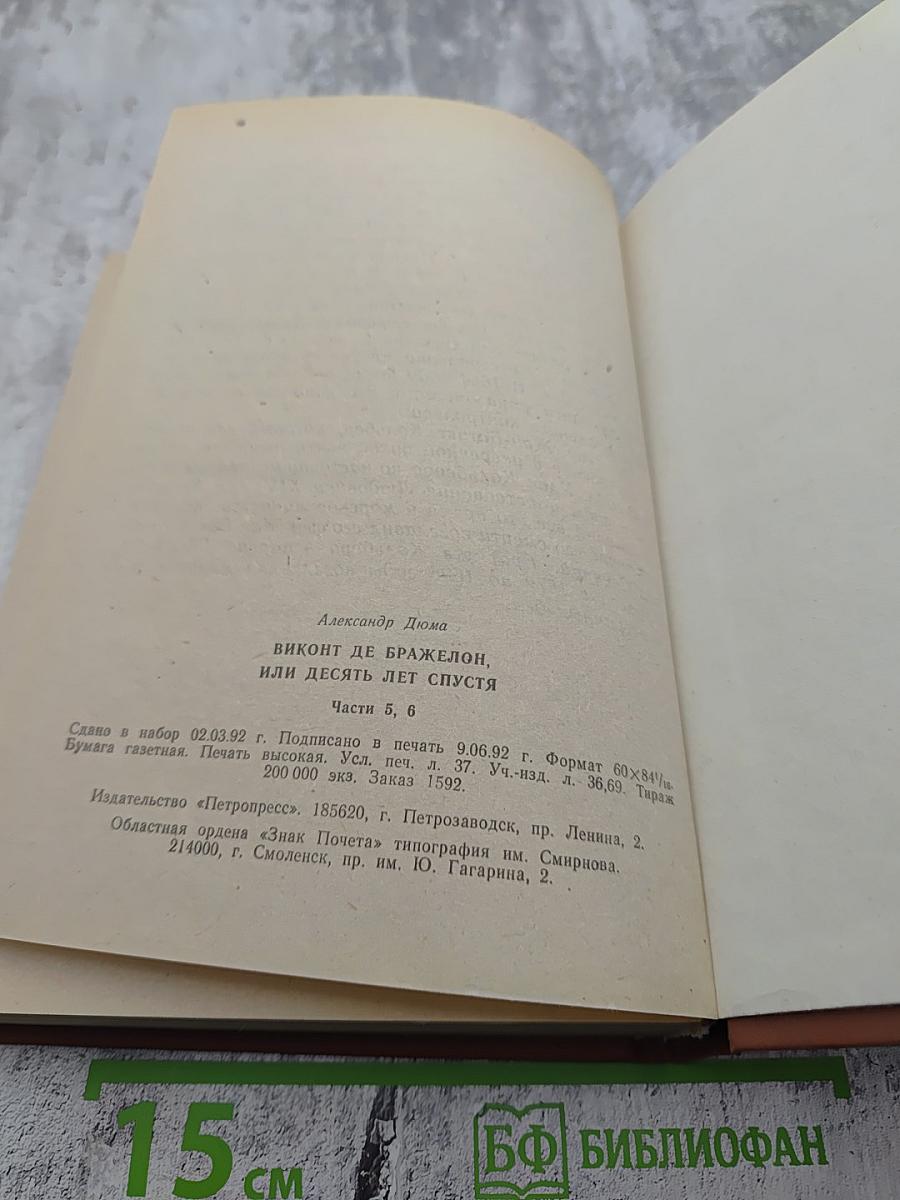 Александр Дюма
ВИКОНТ ДЕ БРАЖЕЛОН,
ИЛИ ДЕСЯТЬ ЛЕТ СПУСТЯ
Части 5, 6
Сдано в набор 02.03.92 г. Подписано в печать 9.06.92 г. Формат 60×84¹/₁₆.
Бумага газетная. Печать высокая. Усл. печ. л. 37. Уч.-изд. л. 36,69. Тираж
200 000 экз. Заказ 1592.
Издательство «Петропресс». 185620, г. Петрозаводск, пр. Ленина, 2.
Областная ордена «Знак Почета» типография им. Смирнова.
214000, г. Смоленск, пр. им. Ю. Гагарина, 2.
15 см
БФ БИБЛИОФАН